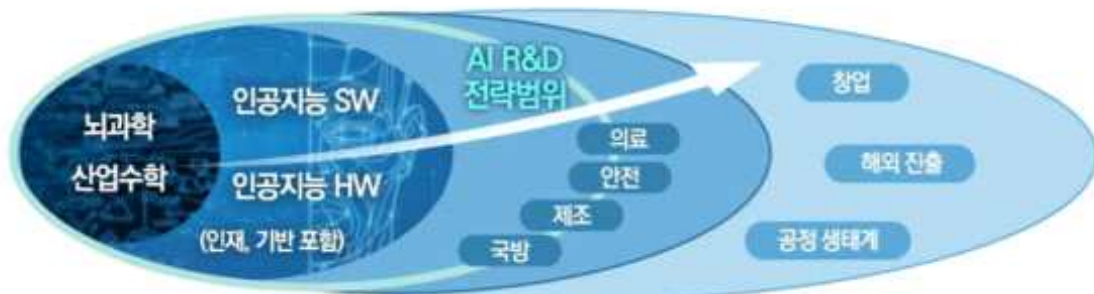 뇌과학
산업수학
인공지능 SW
인공지능 HW
(인재, 기반 포함)
AI R&D
전략범위
의료
안전
제조
국방
창업
해외 진출
공정 생태계